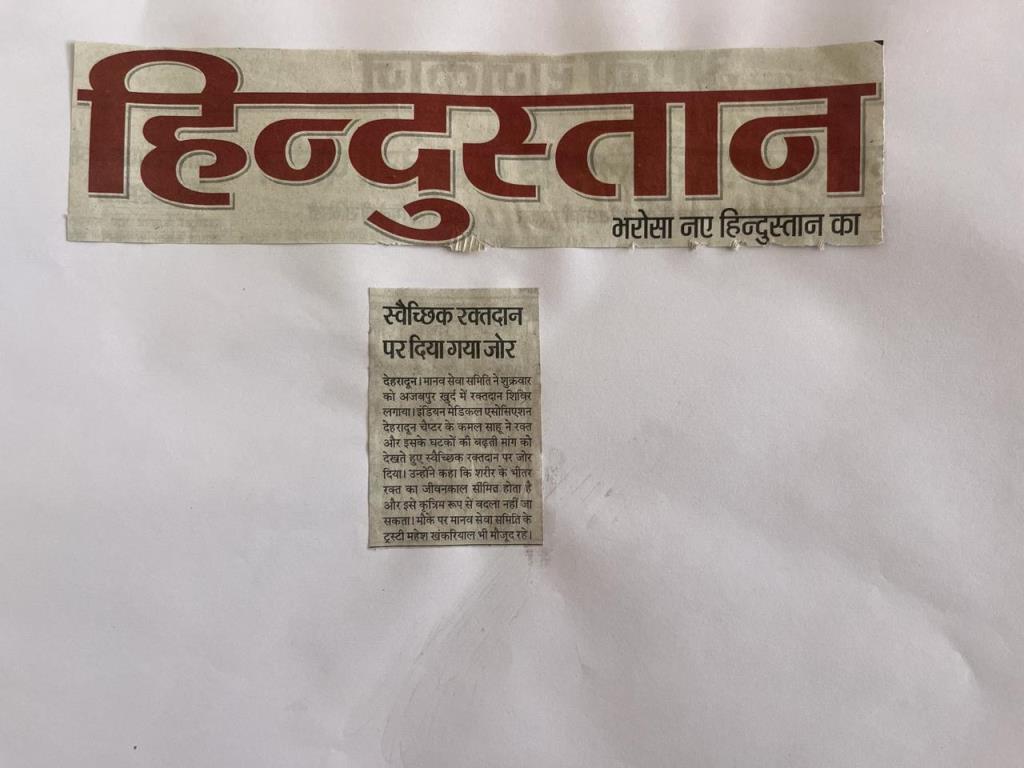 हिन्दुस्तान
भरोसा नए हिन्दुस्तान का
स्वैच्छिक रक्तदान
पर दिया गया जोर
देहरादून। मानव सेवा समिति ने शुक्रवार
को अजबपुर खुर्द में रक्तदान शिविर
लगाया। इंडियन मेडिकल एसोसिएशन
देहरादून चैप्टर के कमल साहू ने रक्त
और इसके घटकों की बढ़ती मांग को
देखते हुए स्वैच्छिक रक्तदान पर जोर
दिया। उन्होंने कहा कि शरीर के भीतर
रक्त का जीवनकाल सीमित होता है
और इसे कृत्रिम रूप से बदला नहीं जा
सकता। मौके पर मानव सेवा समिति के
ट्रस्टी महेश खंकरियाल भी मौजूद रहे।